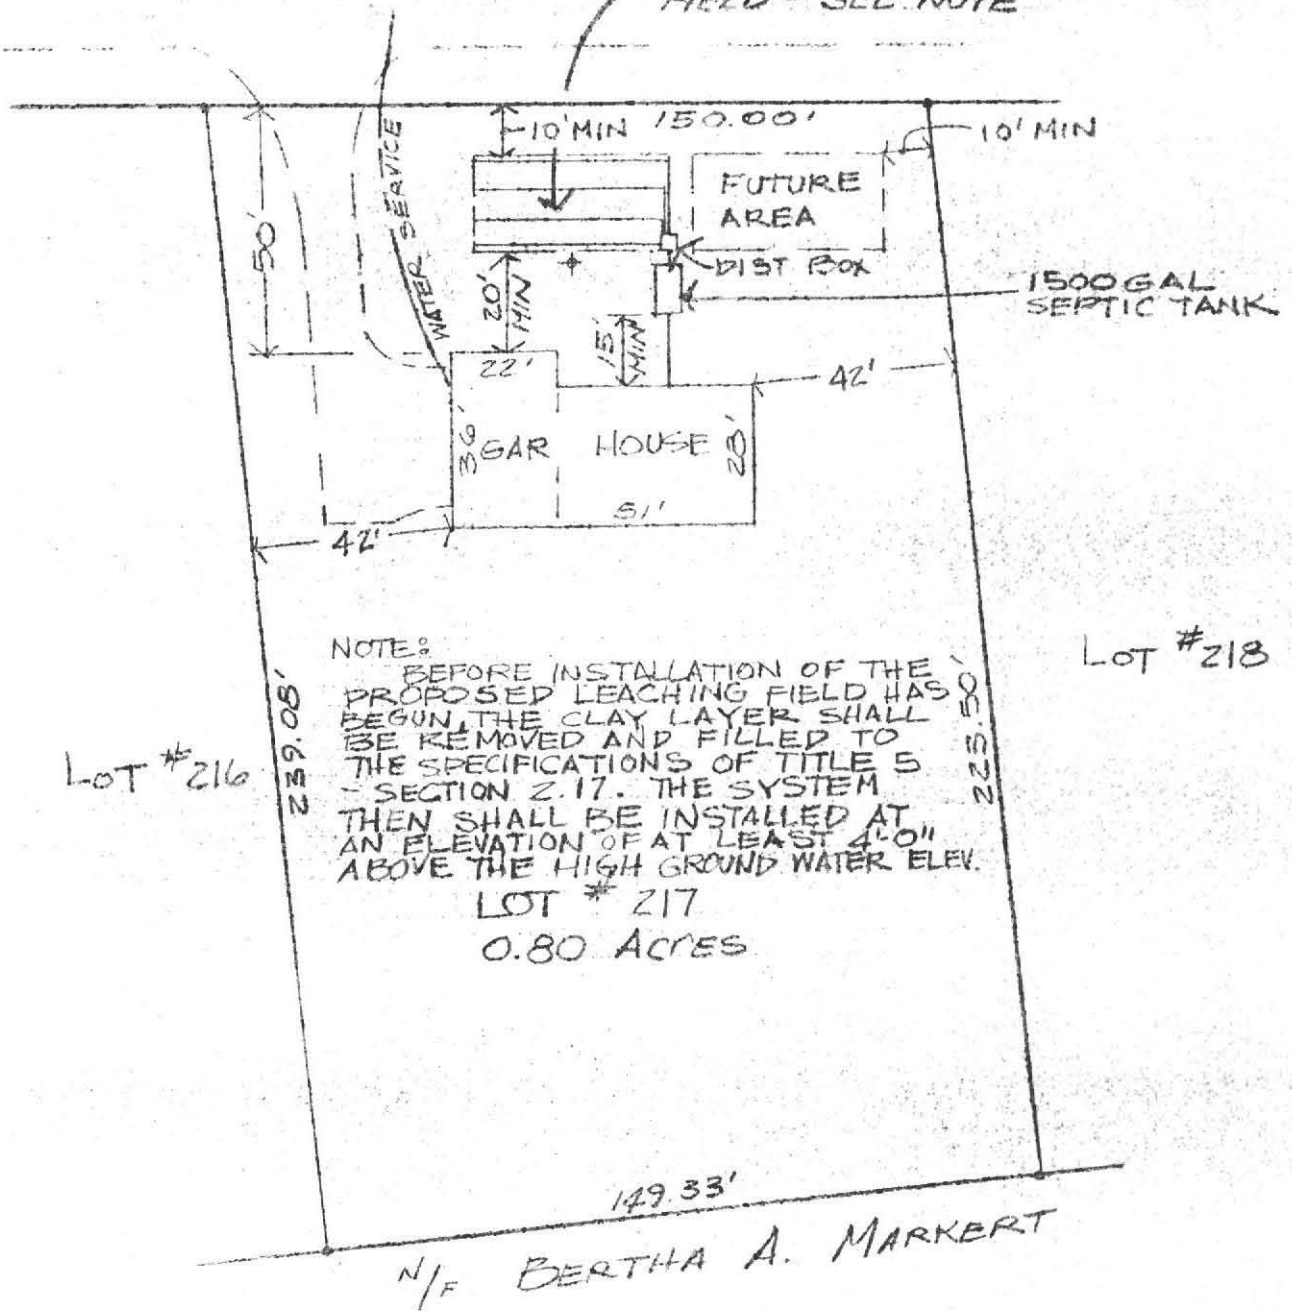 FIELD - SEE NOTE
10' MIN
150.00'
10' MIN
WATER SERVICE
FUTURE
AREA
50'
DIST BOX
1500 GAL
SEPTIC TANK
20'
MIN
15'
MIN
22'
42'
36'
GAR
HOUSE
28'
51'
42'
NOTE:
BEFORE INSTALLATION OF THE
PROPOSED LEACHING FIELD HAS
BEGUN, THE CLAY LAYER SHALL
BE REMOVED AND FILLED TO
THE SPECIFICATIONS OF TITLE 5
- SECTION 2.17. THE SYSTEM
THEN SHALL BE INSTALLED AT
AN ELEVATION OF AT LEAST 4'-0"
ABOVE THE HIGH GROUND WATER ELEV.
LOT #216
239.08'
223.50'
LOT #218
LOT # 217
0.80 ACRES
149.33'
N/F BERTHA A. MARKERT